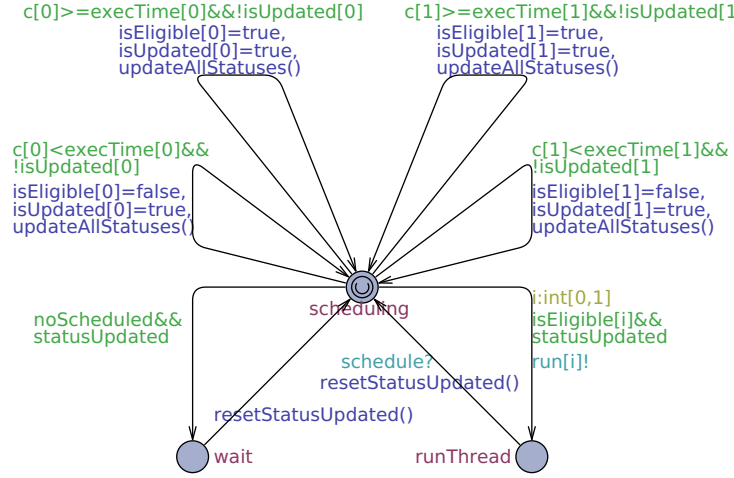 c[0]>=execTime[0]&&!isUpdated[0]
isEligible[0]=true,
isUpdated[0]=true,
updateAllStatuses()
c[1]>=execTime[1]&&!isUpdated[1
isEligible[1]=true,
isUpdated[1]=true,
updateAllStatuses()
c[0]<execTime[0]&&
!isUpdated[0]
isEligible[0]=false,
isUpdated[0]=true,
updateAllStatuses()
c[1]<execTime[1]&&
!isUpdated[1]
isEligible[1]=false,
isUpdated[1]=true,
updateAllStatuses()
scheduling
noScheduled&&
statusUpdated
i:int[0,1]
isEligible[i]&&
statusUpdated
run[i]!
schedule?
resetStatusUpdated()
resetStatusUpdated()
wait
runThread